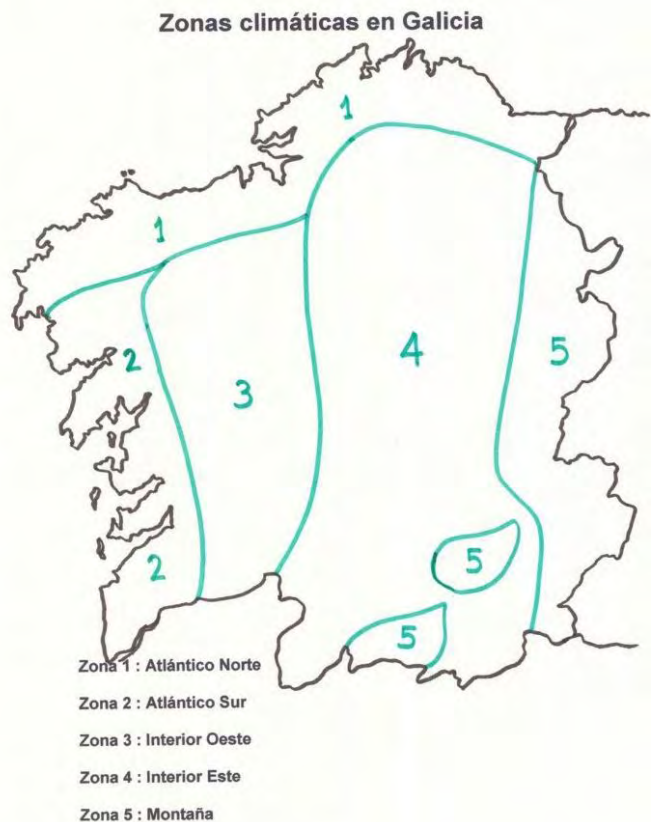 Zonas climáticas en Galicia
1
1
4
5
2
3
5
2
5
Zona 1 : Atlántico Norte
Zona 2 : Atlántico Sur
Zona 3 : Interior Oeste
Zona 4 : Interior Este
Zona 5 : Montaña